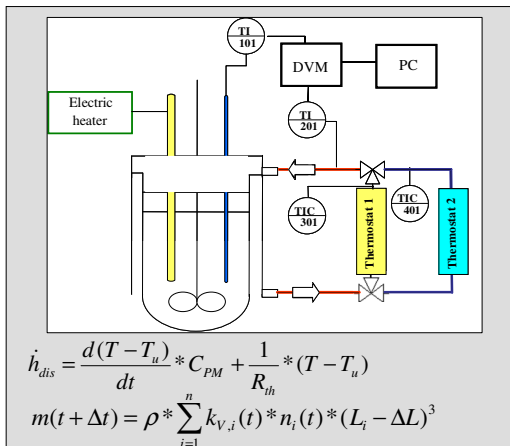 TI
101
DVM
PC
Electric
heater
TI
201
TIC
301
TIC
401
Thermostat 1
Thermostat 2
ḣ_dis = d(T − T_u)/dt * C_PM + 1/R_th * (T − T_u)
m(t + Δt) = ρ * ∑_{i=1}^{n} k_{V,i}(t) * n_i(t) * (L_i − ΔL)^3